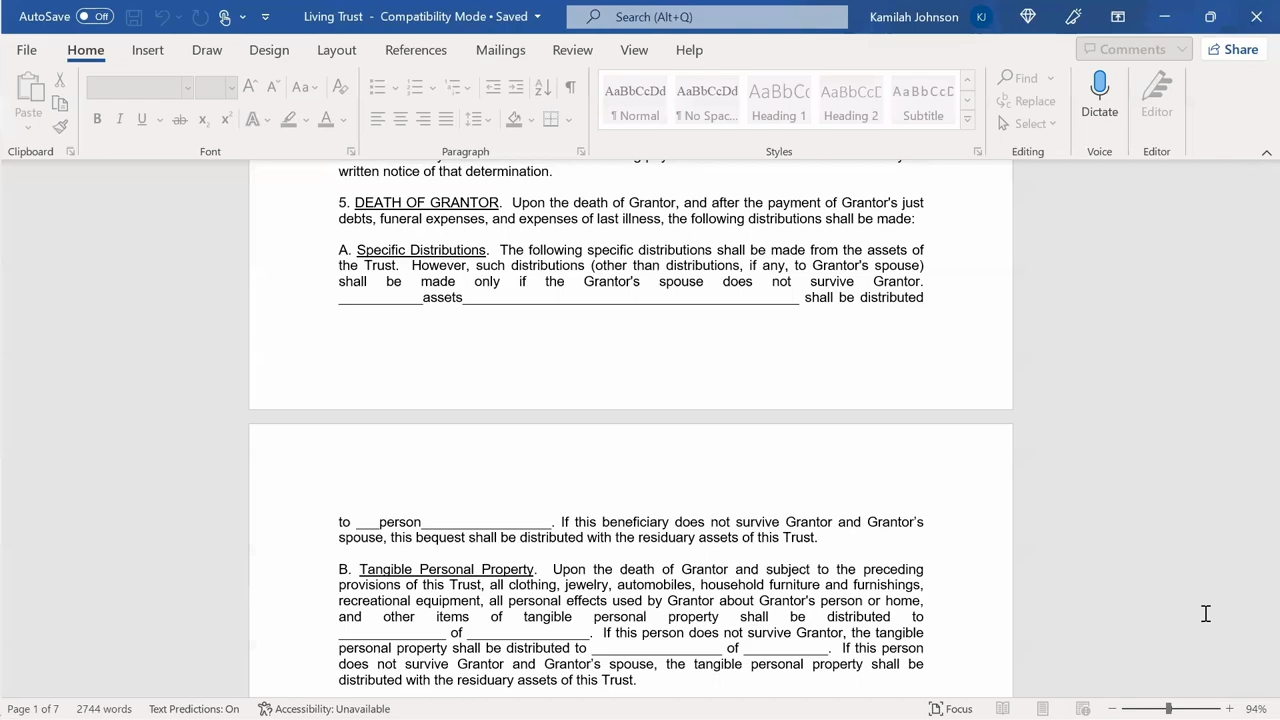 AutoSave Off Living Trust - Compatibility Mode • Saved Search (Alt+Q) Kamilah Johnson KJ
File Home Insert Draw Design Layout References Mailings Review View Help Comments Share
Paste
Clipboard
Aa
B I U ab x₂ x² A A
Font
Paragraph
AaBbCcDd AaBbCcDd AaBbCc AaBbCcD AaBbCcD
¶ Normal ¶ No Spac... Heading Heading 2 Subtitle
Styles
Find
Replace
Select
Editing
Dictate
Voice
Editor
Editor
written notice of that determination.
5. DEATH OF GRANTOR. Upon the death of Grantor, and after the payment of Grantor's just
debts, funeral expenses, and expenses of last illness, the following distributions shall be made:
A. Specific Distributions. The following specific distributions shall be made from the assets of
the Trust. However, such distributions (other than distributions, if any, to Grantor's spouse)
shall be made only if the Grantor's spouse does not survive Grantor.
___________assets____________________________________________ shall be distributed
to ___person_________________. If this beneficiary does not survive Grantor and Grantor's
spouse, this bequest shall be distributed with the residuary assets of this Trust.
B. Tangible Personal Property. Upon the death of Grantor and subject to the preceding
provisions of this Trust, all clothing, jewelry, automobiles, household furniture and furnishings,
recreational equipment, all personal effects used by Grantor about Grantor's person or home,
and other items of tangible personal property shall be distributed to
______________ of ________________. If this person does not survive Grantor, the tangible
personal property shall be distributed to _________________ of ___________. If this person
does not survive Grantor and Grantor's spouse, the tangible personal property shall be
distributed with the residuary assets of this Trust.
Page 1 of 7 2744 words Text Predictions: On Accessibility: Unavailable Focus 94%